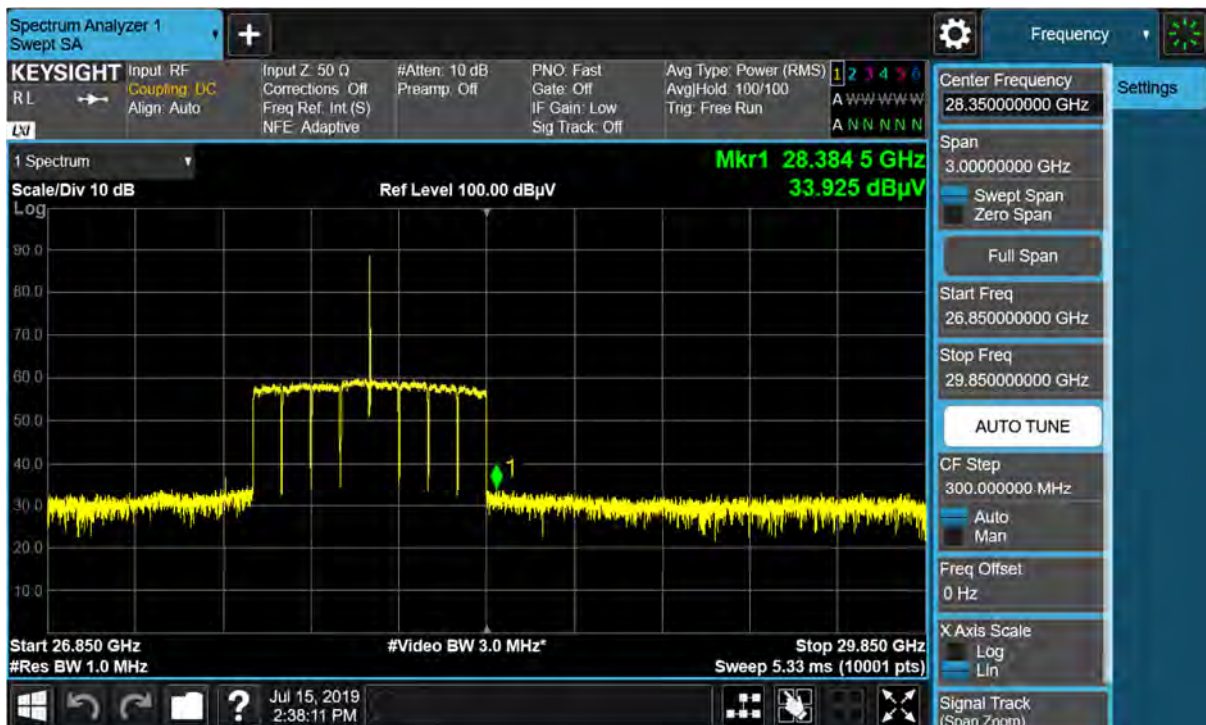 Spectrum Analyzer 1
Swept SA
Frequency
KEYSIGHT
RL
LXI
Input: RF
Coupling: DC
Align: Auto
Input Z: 50 Ω
Corrections: Off
Freq Ref: Int (S)
NFE: Adaptive
#Atten: 10 dB
Preamp: Off
PNO: Fast
Gate: Off
IF Gain: Low
Sig Track: Off
Avg Type: Power (RMS)
Avg|Hold: 100/100
Trig: Free Run
1 2 3 4 5 6
A W W W W W
A N N N N N
1 Spectrum
Scale/Div 10 dB
Log
Ref Level 100.00 dBµV
Mkr1 28.384 5 GHz
33.925 dBµV
90.0
80.0
70.0
60.0
50.0
40.0
30.0
20.0
10.0
1
Start 26.850 GHz
#Res BW 1.0 MHz
#Video BW 3.0 MHz*
Stop 29.850 GHz
Sweep 5.33 ms (10001 pts)
Center Frequency
28.350000000 GHz
Settings
Span
3.00000000 GHz
Swept Span
Zero Span
Full Span
Start Freq
26.850000000 GHz
Stop Freq
29.850000000 GHz
AUTO TUNE
CF Step
300.000000 MHz
Auto
Man
Freq Offset
0 Hz
X Axis Scale
Log
Lin
Signal Track
(Span Zoom)
?
Jul 15, 2019
2:38:11 PM